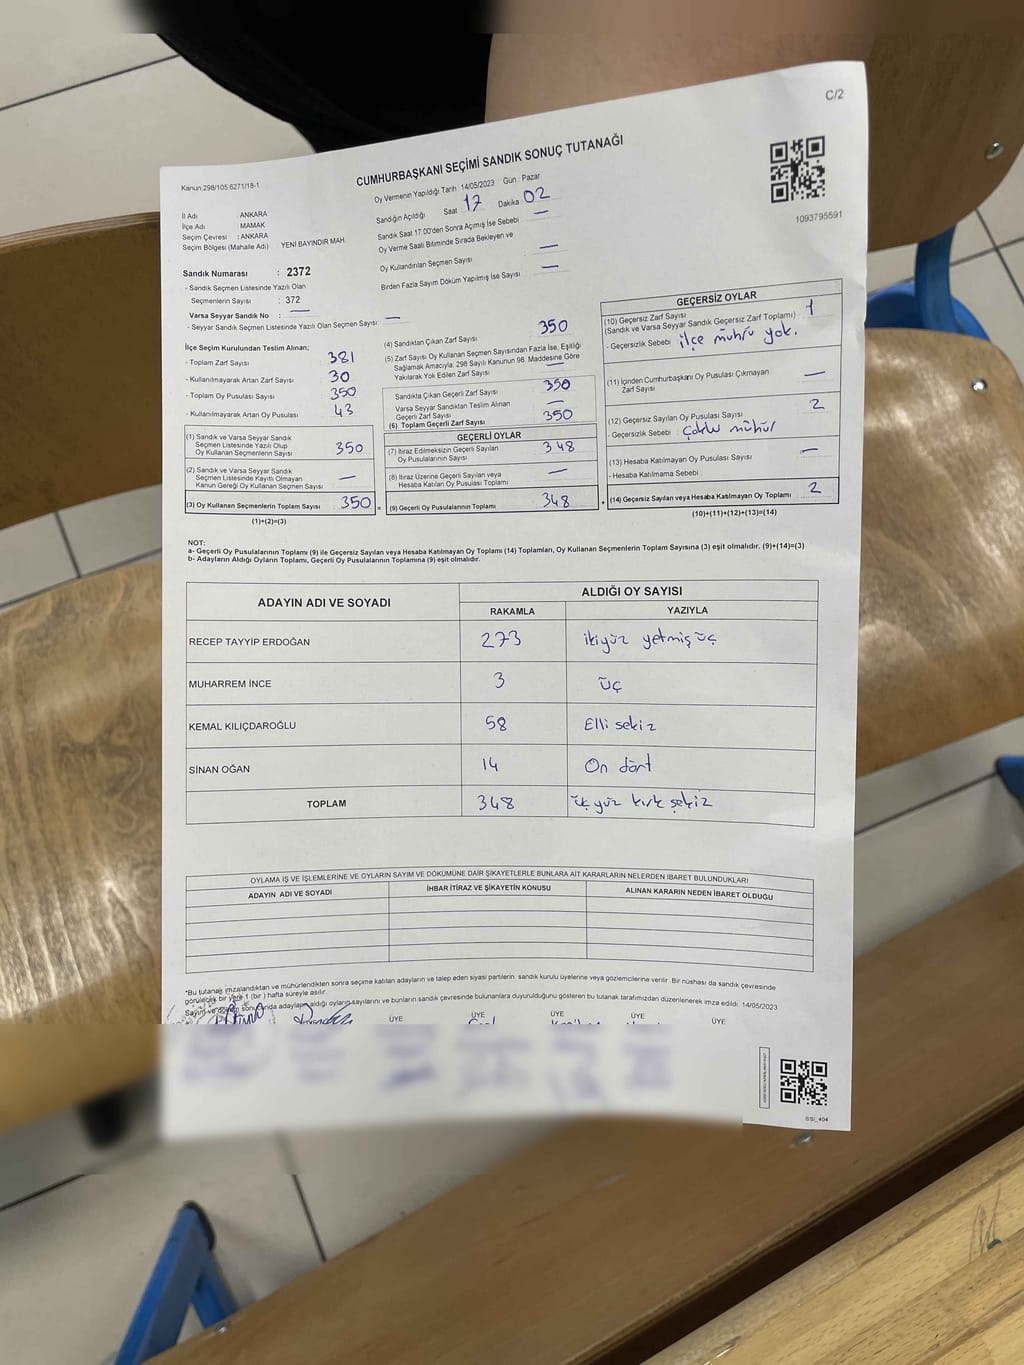 C/2
CUMHURBAŞKANI SEÇİMİ SANDIK SONUÇ TUTANAĞI
Kanun;298/105.6271/18-1
Oy Vermenin Yapıldığı Tarih 14/05/2023 Gün : Pazar
Sandığın Açıldığı Saat 17 Dakika 02
Sandık Saat 17:00'den Sonra Açımış İse Sebebi —
Oy Verme Saati Bitiminde Sırada Bekleyen ve
Oy Kullandırılan Seçmen Sayısı —
Birden Fazla Sayım Döküm Yapılmış İse Sayısı —
1093795591
İl Adı ANKARA
İlçe Adı MAMAK
Seçim Çevresi : ANKARA
Seçim Bölgesi (Mahalle Adı) YENİ BAYINDIR MAH.
Sandık Numarası : 2372
- Sandık Seçmen Listesinde Yazılı Olan
Seçmenlerin Sayısı : 372
Varsa Seyyar Sandık No : —
- Seyyar Sandık Seçmen Listesinde Yazılı Olan Seçmen Sayısı: —
İlçe Seçim Kurulundan Teslim Alınan;
- Toplam Zarf Sayısı 381
- Kullanılmayarak Artan Zarf Sayısı 30
- Toplam Oy Pusulası Sayısı 350
- Kullanılmayarak Artan Oy Pusulası 43
(1) Sandık ve Varsa Seyyar Sandık
Seçmen Listesinde Yazılı Olup
Oy Kullanan Seçmenlerin Sayısı 350
(2) Sandık ve Varsa Seyyar Sandık
Seçmen Listesinde Kayıtlı Olmayan
Kanun Gereği Oy Kullanan Seçmen Sayısı —
(3) Oy Kullanan Seçmenlerin Toplam Sayısı 350
(1)+(2)=(3)
(4) Sandıktan Çıkan Zarf Sayısı 350
(5) Zarf Sayısı Oy Kullanan Seçmen Sayısından Fazla İse, Eşitliği
Sağlamak Amacıyla, 298 Sayılı Kanunun 98. Maddesine Göre
Yakılarak Yok Edilen Zarf Sayısı —
Sandıkta Çıkan Geçerli Zarf Sayısı 350
Varsa Seyyar Sandıktan Teslim Alınan
Geçerli Zarf Sayısı —
(6) Toplam Geçerli Zarf Sayısı 350
GEÇERLİ OYLAR
(7) İtiraz Edilmeksizin Geçerli Sayılan
Oy Pusulalarının Sayısı 348
(8) İtiraz Üzerine Geçerli Sayılan veya
Hesaba Katılan Oy Pusulası Toplamı —
(9) Geçerli Oy Pusulalarının Toplamı 348
GEÇERSİZ OYLAR
(10) Geçersiz Zarf Sayısı 1
(Sandık ve Varsa Seyyar Sandık Geçersiz Zarf Toplamı)
- Geçersizlik Sebebi ilçe mührü yok.
(11) İçinden Cumhurbaşkanı Oy Pusulası Çıkmayan
Zarf Sayısı —
(12) Geçersiz Sayılan Oy Pusulası Sayısı 2
- Geçersizlik Sebebi Çoklu mühür
(13) Hesaba Katılmayan Oy Pusulası Sayısı —
- Hesaba Katılmama Sebebi
(14) Geçersiz Sayılan veya Hesaba Katılmayan Oy Toplamı 2
(10)+(11)+(12)+(13)=(14)
NOT:
a- Geçerli Oy Pusulalarının Toplamı (9) ile Geçersiz Sayılan veya Hesaba Katılmayan Oy Toplamı (14) Toplamları, Oy Kullanan Seçmenlerin Toplam Sayısına (3) eşit olmalıdır. (9)+(14)=(3)
b- Adayların Aldığı Oyların Toplamı, Geçerli Oy Pusulalarının Toplamına (9) eşit olmalıdır.
ADAYIN ADI VE SOYADI ALDIĞI OY SAYISI
RAKAMLA YAZIYLA
RECEP TAYYİP ERDOĞAN 273 ikiyüz yetmiş üç
MUHARREM İNCE 3 üç
KEMAL KILIÇDAROĞLU 58 Elli sekiz
SİNAN OĞAN 14 On dört
TOPLAM 348 üç yüz kırk sekiz
OYLAMA İŞ VE İŞLEMLERİNE VE OYLARIN SAYIM VE DÖKÜMÜNE DAİR ŞİKAYETLERLE BUNLARA AİT KARARLARIN NELERDEN İBARET BULUNDUKLARI
ADAYIN ADI VE SOYADI İHBAR İTİRAZ VE ŞİKAYETİN KONUSU ALINAN KARARIN NEDEN İBARET OLDUĞU
*Bu tutanak imzalandıktan ve mühürlendikten sonra seçime katılan adayların ve talep eden siyasi partilerin sandık kurulu üyelerine veya gözlemcilerine verilir. Bir nüshası da sandık çevresinde
görülecek bir yere 1 (bir) hafta süreyle asılır.
Sayım ve döküm sonucunda adayların aldığı oyların sayılarını ve bunların sandık çevresinde bulunanlara duyurulduğunu gösteren bu tutanak tarafımızdan düzenlenerek imza edildi. 14/05/2023
ÜYE ÜYE ÜYE ÜYE ÜYE
SSI_404